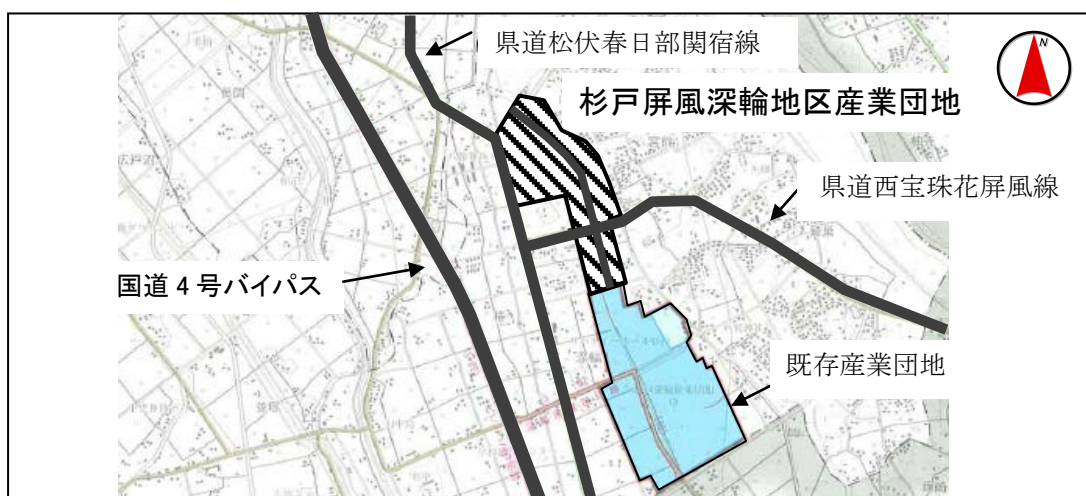 県道松伏春日部関宿線
N
杉戸屏風深輪地区産業団地
県道西宝珠花屏風線
国道4号バイパス
既存産業団地